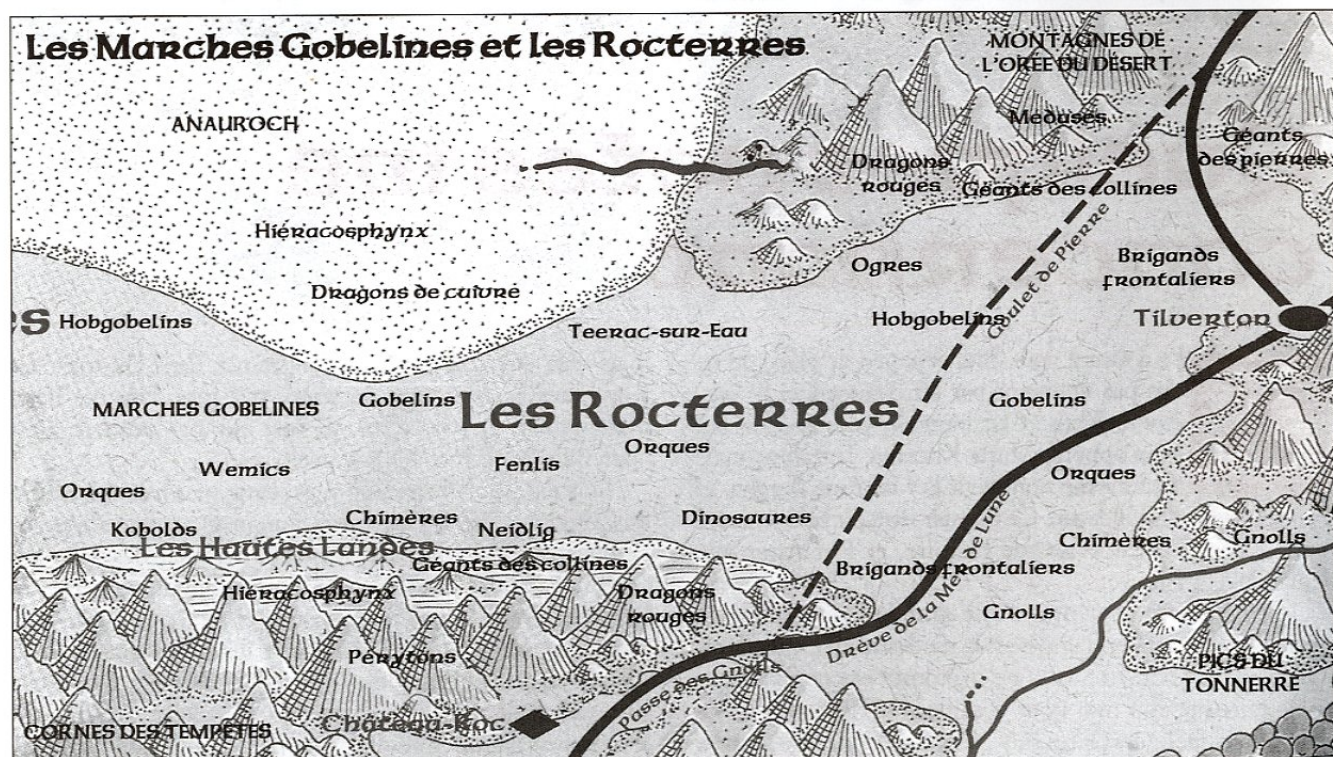 Les Marches Gobelines et les Rocterres
MONTAGNES DE
L'ORÉE DU DÉSERT
ANAUROCH
Méduses
Géants
des pierres
Dragons
rouges
Géants des collines
Hiéracosphynx
Goulet de Pierre
Brigands
frontaliers
Ogres
Dragons de cuivre
es
Hobgobelins
Teerac-sur-Eau
Hobgobelins
Tilverton
MARCHES GOBELINES
Gobelins
Les Rocterres
Gobelins
Orques
Wemics
Fenlis
Orques
Orques
Kobolds
Chimères
Neidlig
Dinosaures
Chimères
Gnolls
Les Hautes Landes
Géants des collines
Brigands frontaliers
Hiéracosphynx
Dragons
rouges
Gnolls
Drève de la Mer de Lune
Pérytons
Passe des Gnolls
PICS DU
TONNERRE
CORNES DES TEMPÊTES
Château-Roc